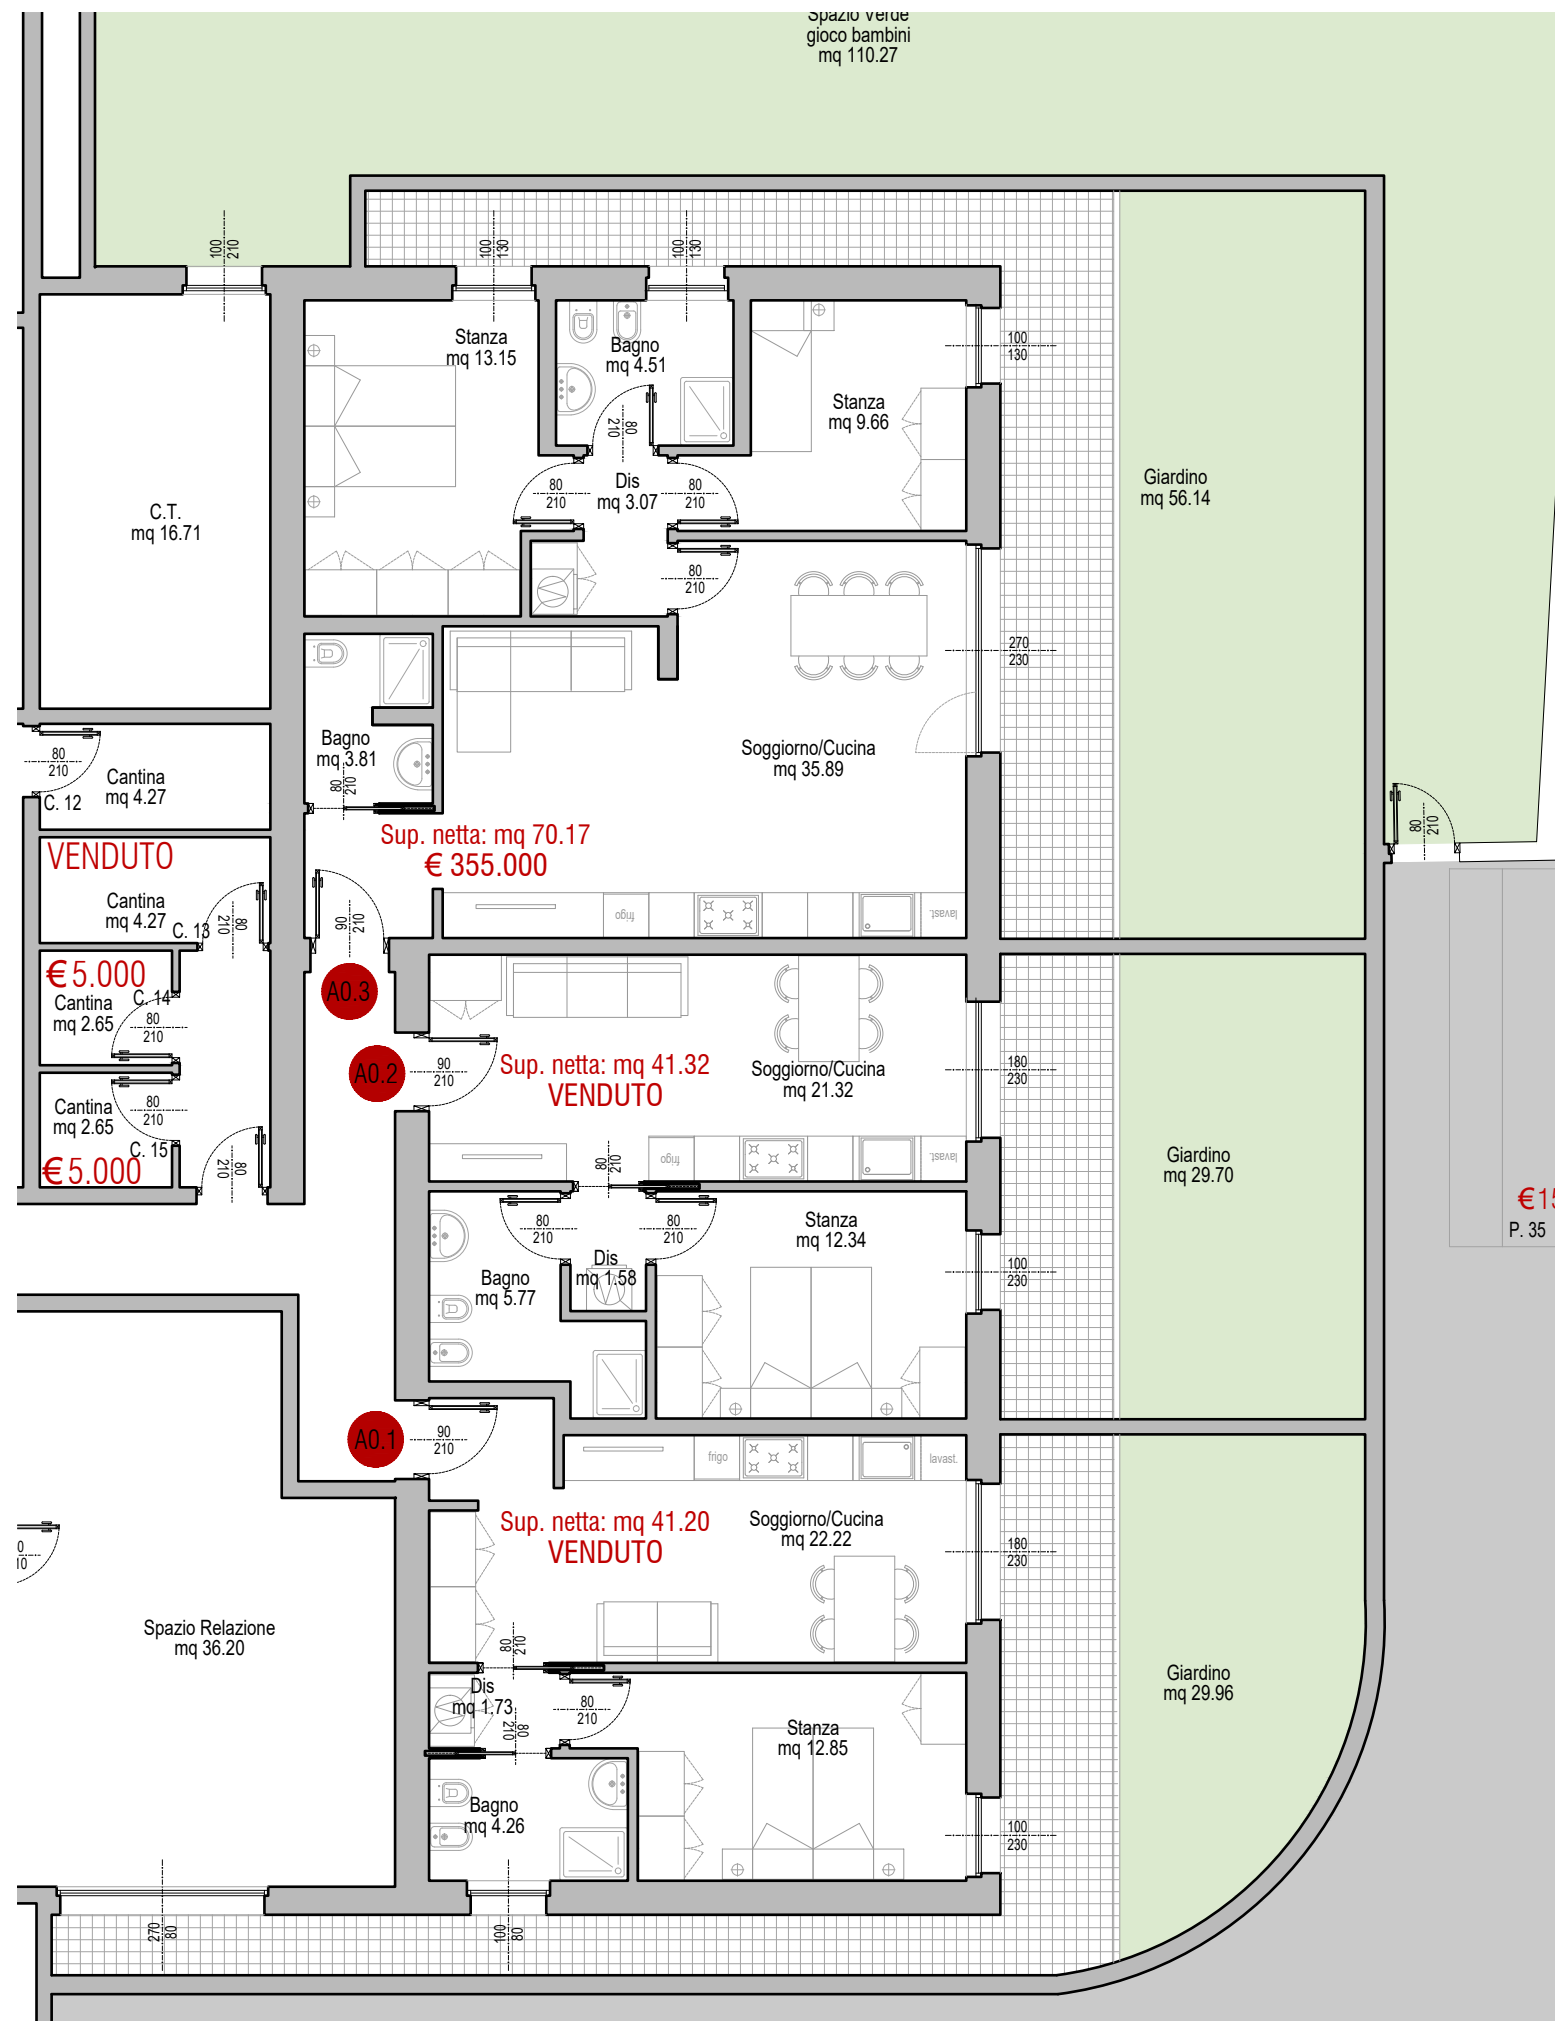 Spazio Verde
gioco bambini
mq 110.27
100
210
100
130
100
130
Stanza
mq 13.15
Bagno
mq 4.51
100
130
Stanza
mq 9.66
80
210
Dis
mq 3.07
80
210
80
210
Giardino
mq 56.14
C.T.
mq 16.71
80
210
270
230
Bagno
mq 3.81
80
210
Soggiorno/Cucina
mq 35.89
80
210
Cantina
mq 4.27
C. 12
80
210
Sup. netta: mq 70.17
€ 355.000
VENDUTO
Cantina
mq 4.27
C. 13
80
210
90
210
frigo
lavast.
€5.000
Cantina
mq 2.65
C. 14
80
210
A0.3
A0.2
90
210
Sup. netta: mq 41.32
VENDUTO
Soggiorno/Cucina
mq 21.32
180
230
Cantina
mq 2.65
80
210
C. 15
€5.000
80
210
frigo
lavast.
80
210
Giardino
mq 29.70
€15
P. 35
80
210
80
210
Stanza
mq 12.34
Dis
mq 1.58
Bagno
mq 5.77
100
230
A0.1
90
210
frigo
lavast.
Sup. netta: mq 41.20
VENDUTO
Soggiorno/Cucina
mq 22.22
180
230
0
10
Spazio Relazione
mq 36.20
80
210
Dis
mq 1.73
80
210
80
210
Giardino
mq 29.96
Stanza
mq 12.85
Bagno
mq 4.26
100
230
270
80
100
80